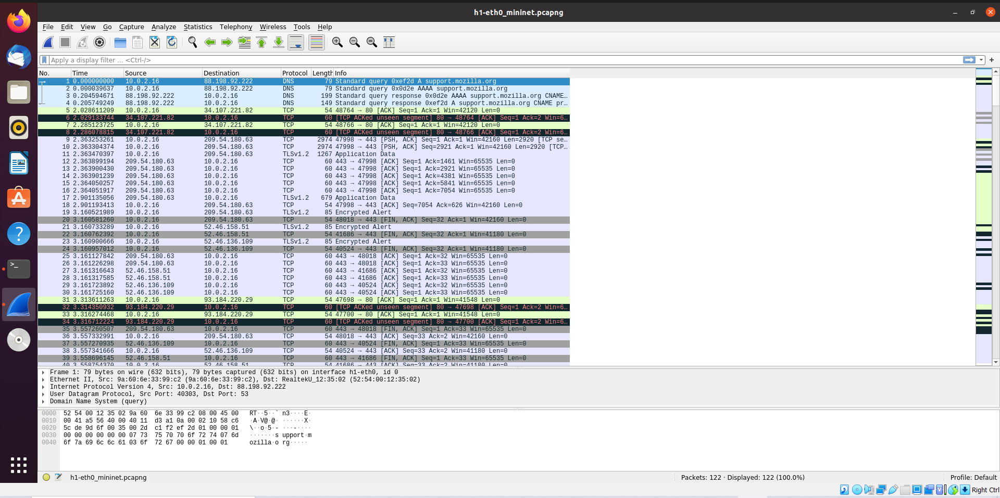 h1-eth0_mininet.pcapng
File Edit View Go Capture Analyze Statistics Telephony Wireless Tools Help
Apply a display filter ... <Ctrl-/>
No. Time Source Destination Protocol Length Info
1 0.000000000 10.0.2.16 88.198.92.222 DNS 79 Standard query 0xef2d A support.mozilla.org
2 0.000039637 10.0.2.16 88.198.92.222 DNS 79 Standard query 0x0d2e AAAA support.mozilla.org
3 0.204594671 88.198.92.222 10.0.2.16 DNS 199 Standard query response 0x0d2e AAAA support.mozilla.org CNAME…
4 0.205749249 88.198.92.222 10.0.2.16 DNS 149 Standard query response 0xef2d A support.mozilla.org CNAME pr…
5 2.028611209 10.0.2.16 34.107.221.82 TCP 54 48764 → 80 [ACK] Seq=1 Ack=1 Win=42120 Len=0
6 2.029133744 34.107.221.82 10.0.2.16 TCP 60 [TCP ACKed unseen segment] 80 → 48764 [ACK] Seq=1 Ack=2 Win=6…
7 2.285123725 10.0.2.16 34.107.221.82 TCP 54 48766 → 80 [ACK] Seq=1 Ack=1 Win=42120 Len=0
8 2.286078815 34.107.221.82 10.0.2.16 TCP 60 [TCP ACKed unseen segment] 80 → 48766 [ACK] Seq=1 Ack=2 Win=6…
9 2.363253261 10.0.2.16 209.54.180.63 TCP 2974 47998 → 443 [PSH, ACK] Seq=1 Ack=1 Win=42160 Len=2920 [TCP se…
10 2.363304374 10.0.2.16 209.54.180.63 TCP 2974 47998 → 443 [PSH, ACK] Seq=2921 Ack=1 Win=42160 Len=2920 [TCP…
11 2.363470397 10.0.2.16 209.54.180.63 TLSv1.2 1267 Application Data
12 2.363899194 209.54.180.63 10.0.2.16 TCP 60 443 → 47998 [ACK] Seq=1 Ack=1461 Win=65535 Len=0
13 2.363900430 209.54.180.63 10.0.2.16 TCP 60 443 → 47998 [ACK] Seq=1 Ack=2921 Win=65535 Len=0
14 2.363901239 209.54.180.63 10.0.2.16 TCP 60 443 → 47998 [ACK] Seq=1 Ack=4381 Win=65535 Len=0
15 2.364050257 209.54.180.63 10.0.2.16 TCP 60 443 → 47998 [ACK] Seq=1 Ack=5841 Win=65535 Len=0
16 2.364051917 209.54.180.63 10.0.2.16 TCP 60 443 → 47998 [ACK] Seq=1 Ack=7054 Win=65535 Len=0
17 2.901135056 209.54.180.63 10.0.2.16 TLSv1.2 679 Application Data
18 2.901193413 10.0.2.16 209.54.180.63 TCP 54 47998 → 443 [ACK] Seq=7054 Ack=626 Win=42160 Len=0
19 3.160521989 10.0.2.16 209.54.180.63 TLSv1.2 85 Encrypted Alert
20 3.160581260 10.0.2.16 209.54.180.63 TCP 54 48018 → 443 [FIN, ACK] Seq=32 Ack=1 Win=42160 Len=0
21 3.160733289 10.0.2.16 52.46.158.51 TLSv1.2 85 Encrypted Alert
22 3.160762392 10.0.2.16 52.46.158.51 TCP 54 41686 → 443 [FIN, ACK] Seq=32 Ack=1 Win=41180 Len=0
23 3.160900666 10.0.2.16 52.46.136.109 TLSv1.2 85 Encrypted Alert
24 3.160957012 10.0.2.16 52.46.136.109 TCP 54 40524 → 443 [FIN, ACK] Seq=32 Ack=1 Win=41180 Len=0
25 3.161127842 209.54.180.63 10.0.2.16 TCP 60 443 → 48018 [ACK] Seq=1 Ack=32 Win=65535 Len=0
26 3.161226298 209.54.180.63 10.0.2.16 TCP 60 443 → 48018 [ACK] Seq=1 Ack=33 Win=65535 Len=0
27 3.161316643 52.46.158.51 10.0.2.16 TCP 60 443 → 41686 [ACK] Seq=1 Ack=32 Win=65535 Len=0
28 3.161317585 52.46.158.51 10.0.2.16 TCP 60 443 → 41686 [ACK] Seq=1 Ack=33 Win=65535 Len=0
29 3.161723892 52.46.136.109 10.0.2.16 TCP 60 443 → 40524 [ACK] Seq=1 Ack=32 Win=65535 Len=0
30 3.161725160 52.46.136.109 10.0.2.16 TCP 60 443 → 40524 [ACK] Seq=1 Ack=33 Win=65535 Len=0
31 3.313611263 10.0.2.16 93.184.220.29 TCP 54 47698 → 80 [ACK] Seq=1 Ack=1 Win=41548 Len=0
32 3.314350932 93.184.220.29 10.0.2.16 TCP 60 [TCP ACKed unseen segment] 80 → 47698 [ACK] Seq=1 Ack=2 Win=6…
33 3.316274468 10.0.2.16 93.184.220.29 TCP 54 47700 → 80 [ACK] Seq=1 Ack=1 Win=41548 Len=0
34 3.316712224 93.184.220.29 10.0.2.16 TCP 60 [TCP ACKed unseen segment] 80 → 47700 [ACK] Seq=1 Ack=2 Win=6…
35 3.557260507 209.54.180.63 10.0.2.16 TCP 60 443 → 48018 [FIN, ACK] Seq=1 Ack=33 Win=65535 Len=0
36 3.557332991 10.0.2.16 209.54.180.63 TCP 54 48018 → 443 [ACK] Seq=33 Ack=2 Win=42160 Len=0
37 3.557270935 52.46.136.109 10.0.2.16 TCP 60 443 → 40524 [FIN, ACK] Seq=1 Ack=33 Win=65535 Len=0
38 3.557341666 10.0.2.16 52.46.136.109 TCP 54 40524 → 443 [ACK] Seq=33 Ack=2 Win=41180 Len=0
39 3.558696145 52.46.158.51 10.0.2.16 TCP 60 443 → 41686 [FIN, ACK] Seq=1 Ack=33 Win=65535 Len=0
40 3.558754370 10.0.2.16 52.46.158.51 TCP 54 41686 → 443 [ACK] Seq=33 Ack=2 Win=41180 Len=0
Frame 1: 79 bytes on wire (632 bits), 79 bytes captured (632 bits) on interface h1-eth0, id 0
Ethernet II, Src: 9a:60:6e:33:99:c2 (9a:60:6e:33:99:c2), Dst: RealtekU_12:35:02 (52:54:00:12:35:02)
Internet Protocol Version 4, Src: 10.0.2.16, Dst: 88.198.92.222
User Datagram Protocol, Src Port: 40303, Dst Port: 53
Domain Name System (query)
0000 52 54 00 12 35 02 9a 60 6e 33 99 c2 08 00 45 00 RT··5··` n3····E·
0010 00 41 a5 56 40 00 40 11 d3 a1 0a 00 02 10 58 c6 ·A·V@·@· ······X·
0020 5c de 9d 6f 00 35 00 2d c1 f2 ef 2d 01 00 00 01 \··o·5·- ···-····
0030 00 00 00 00 00 00 07 73 75 70 70 6f 72 74 07 6d ·······s upport·m
0040 6f 7a 69 6c 6c 61 03 6f 72 67 00 00 01 00 01 ozilla·o rg·····
h1-eth0_mininet.pcapng Packets: 122 · Displayed: 122 (100.0%) Profile: Default
Right Ctrl